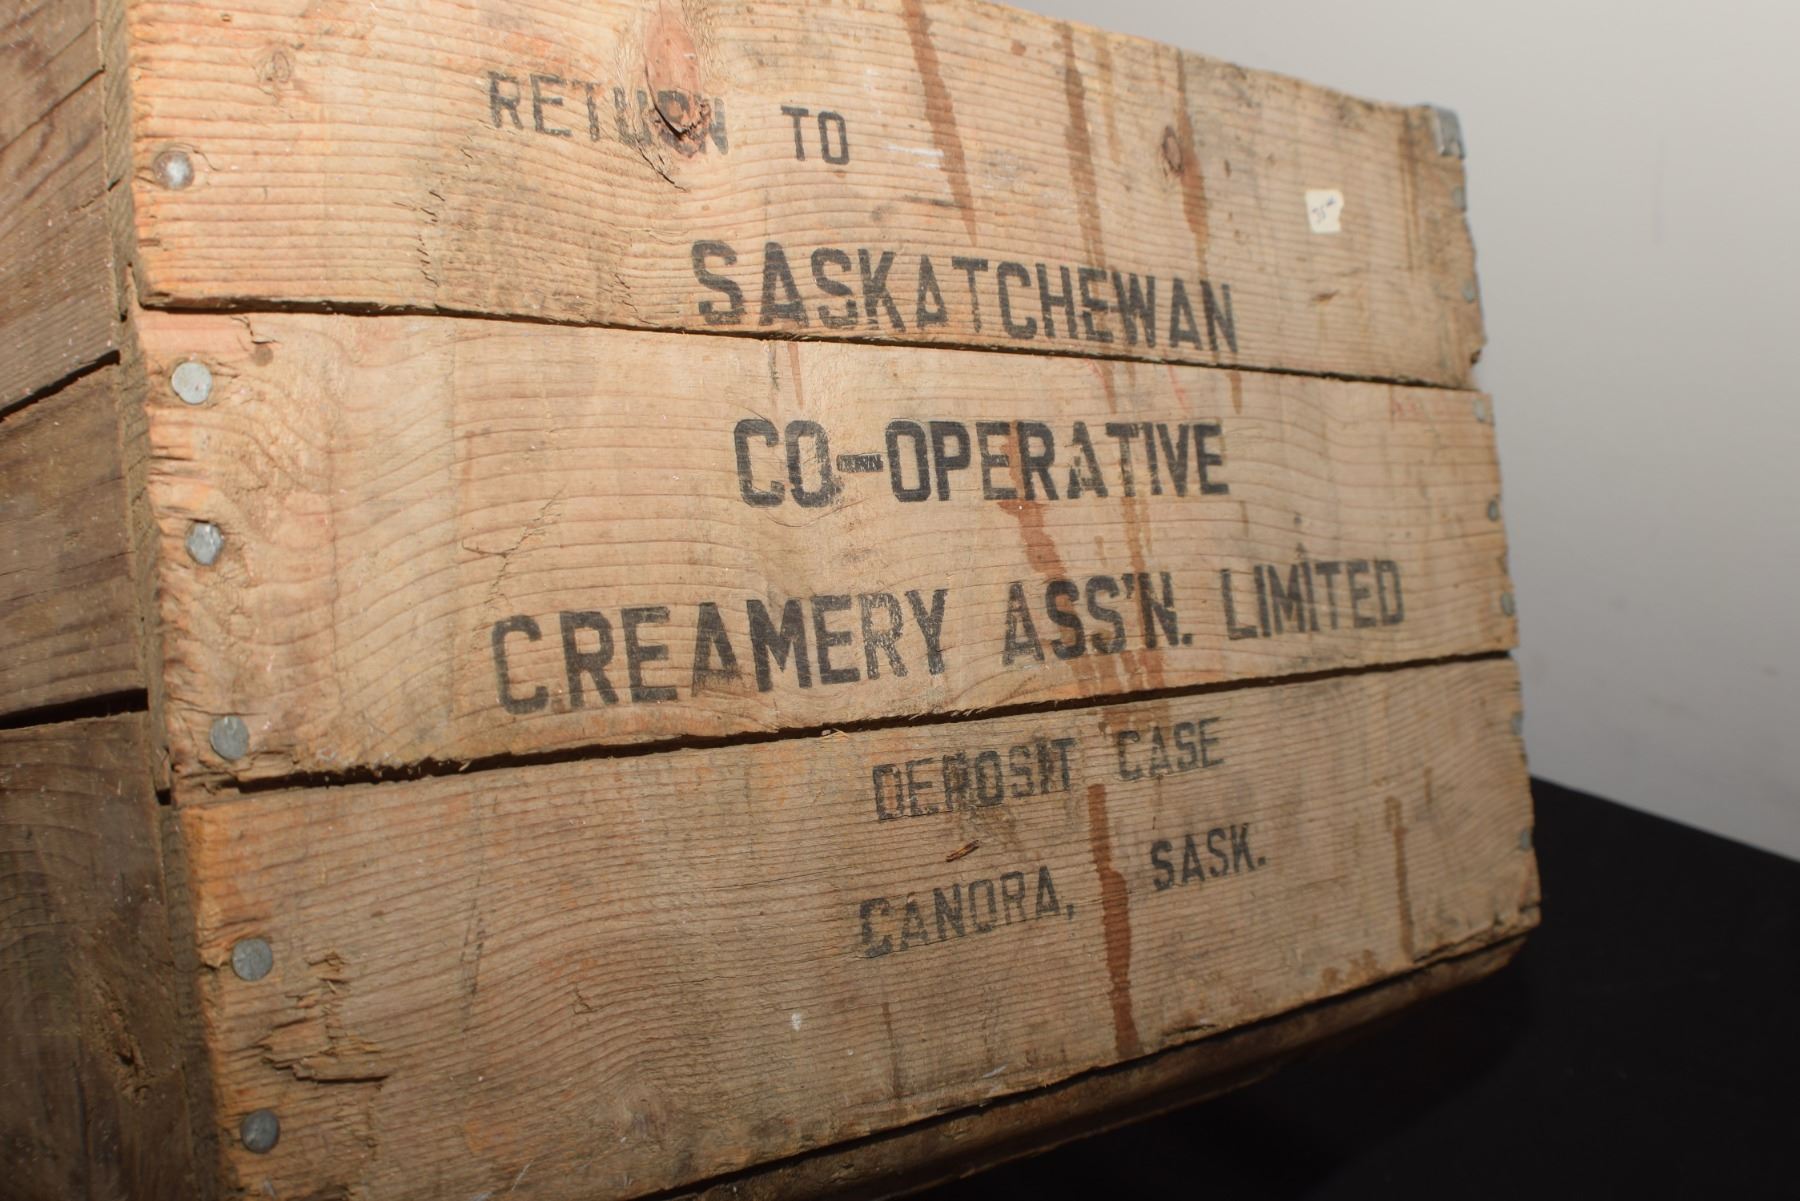 RETURN TO
SASKATCHEWAN
CO-OPERATIVE
CREAMERY ASS'N. LIMITED
DEPOSIT CASE
CANORA, SASK.